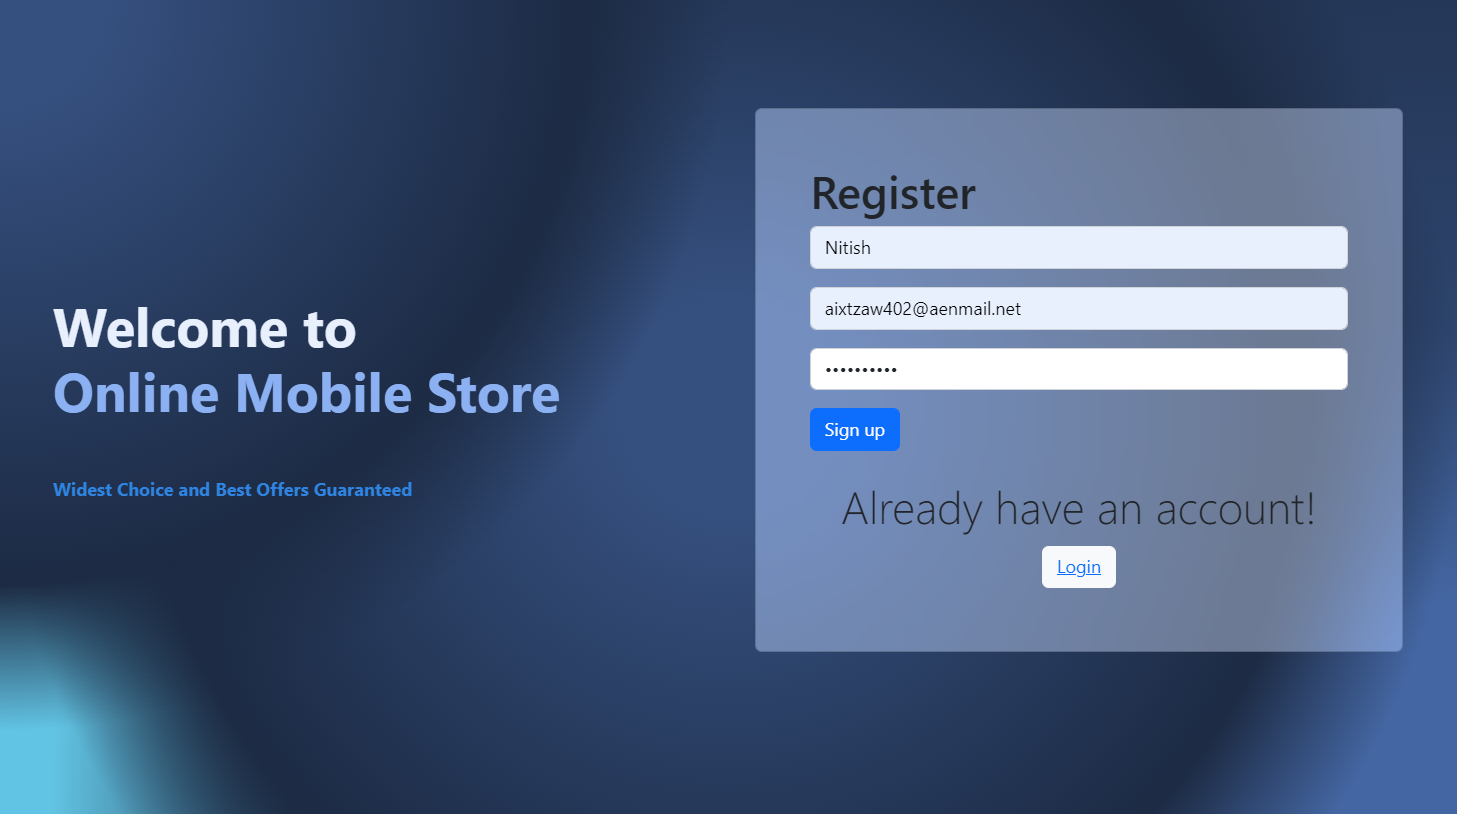 Welcome to
Online Mobile Store
Widest Choice and Best Offers Guaranteed
Register
Nitish
aixtzaw402@aenmail.net
••••••••••
Sign up
Already have an account!
Login